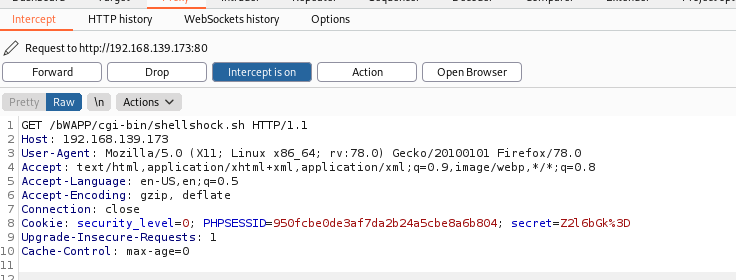 Intercept HTTP history WebSockets history Options
Request to http://192.168.139.173:80
Forward Drop Intercept is on Action Open Browser
Pretty Raw \n Actions
1 GET /bWAPP/cgi-bin/shellshock.sh HTTP/1.1
2 Host: 192.168.139.173
3 User-Agent: Mozilla/5.0 (X11; Linux x86_64; rv:78.0) Gecko/20100101 Firefox/78.0
4 Accept: text/html,application/xhtml+xml,application/xml;q=0.9,image/webp,*/*;q=0.8
5 Accept-Language: en-US,en;q=0.5
6 Accept-Encoding: gzip, deflate
7 Connection: close
8 Cookie: security_level=0; PHPSESSID=950fcbe0de3af7da2b24a5cbe8a6b804; secret=Z2l6bGk%3D
9 Upgrade-Insecure-Requests: 1
10 Cache-Control: max-age=0
11
12